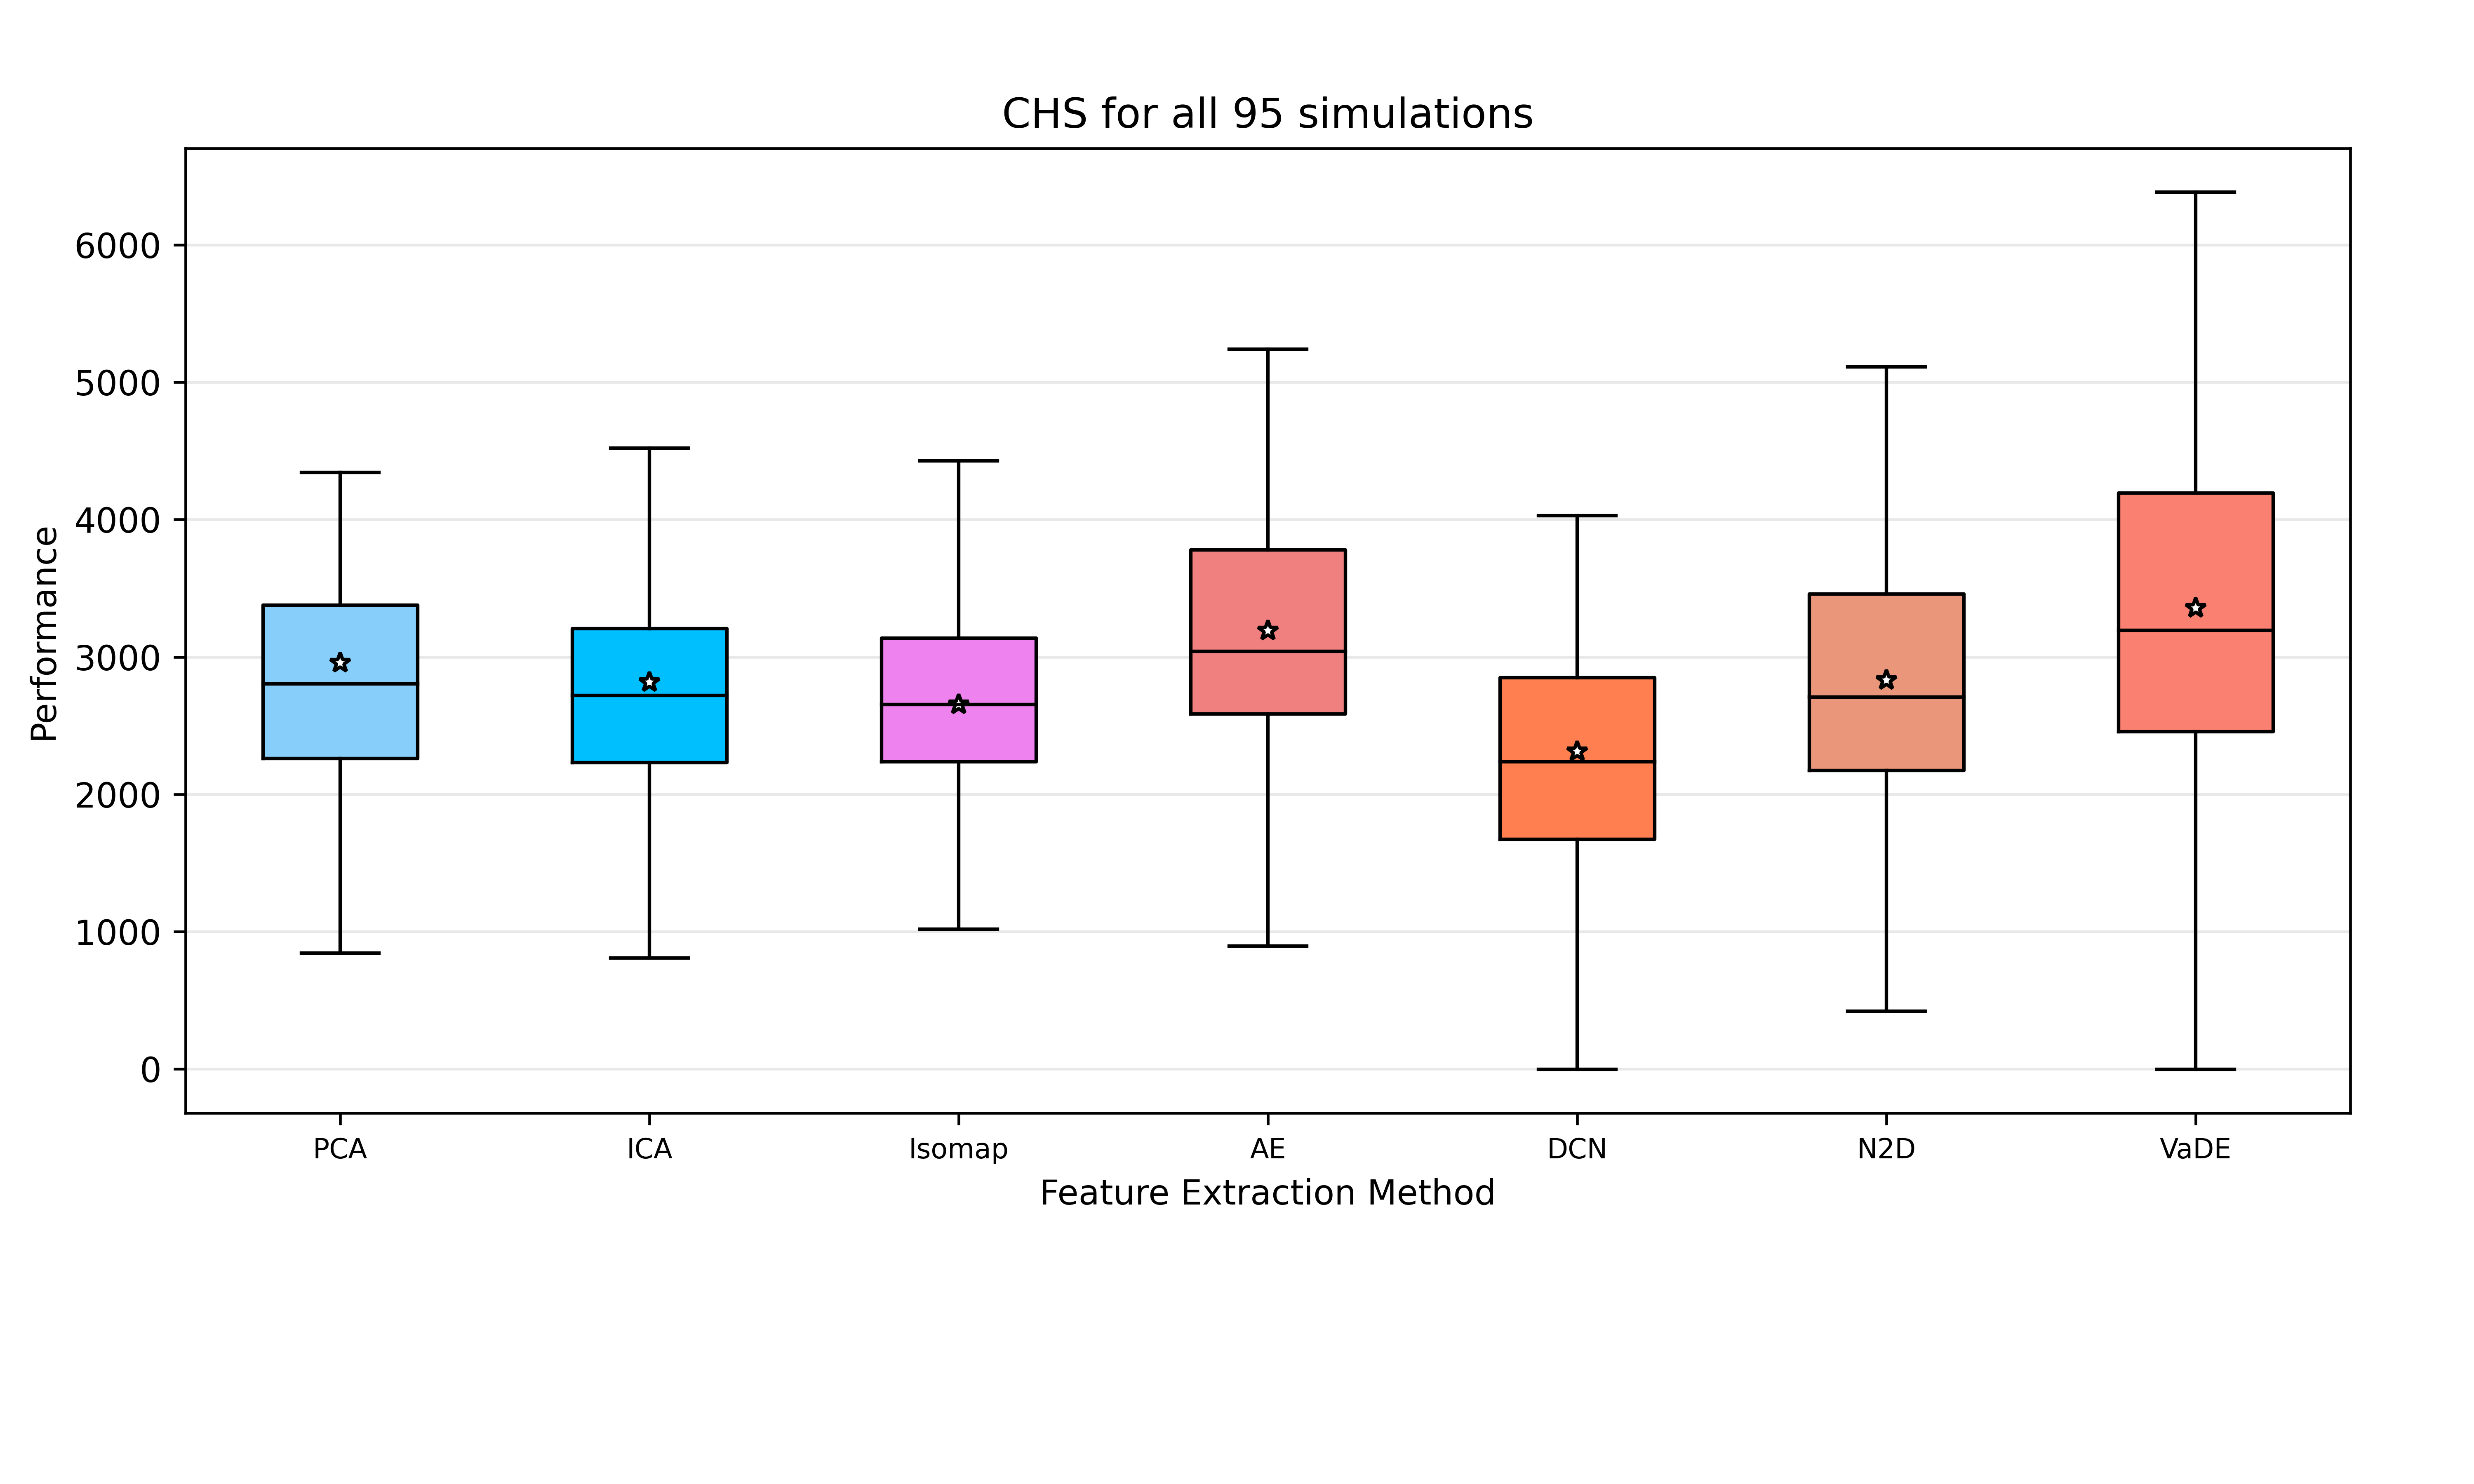 CHS for all 95 simulations
6000
5000
4000
3000
2000
1000
0
Performance
PCA ICA Isomap AE DCN N2D VaDE
Feature Extraction Method